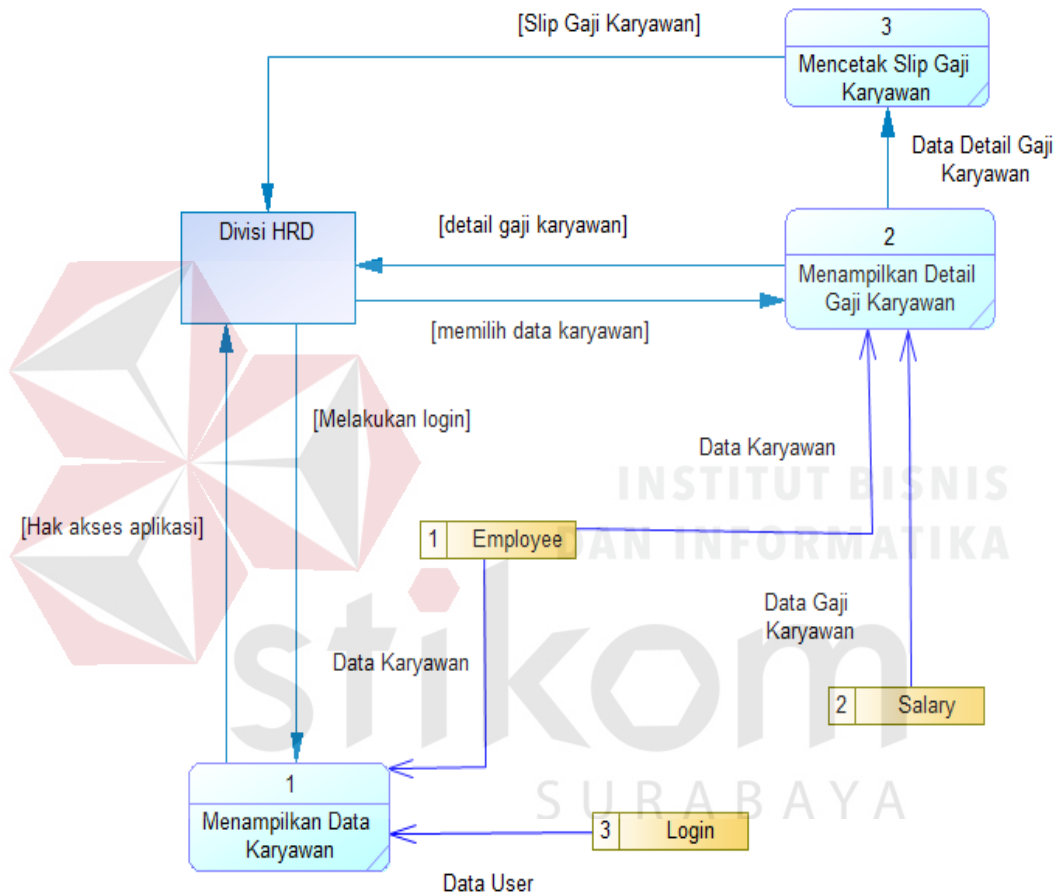 [Slip Gaji Karyawan]
3
Mencetak Slip Gaji
Karyawan
Data Detail Gaji
Karyawan
Divisi HRD
[detail gaji karyawan]
2
Menampilkan Detail
Gaji Karyawan
[memilih data karyawan]
[Melakukan login]
Data Karyawan
INSTITUT BISNIS
DAN INFORMATIKA
[Hak akses aplikasi]
1 Employee
Data Gaji
Karyawan
Data Karyawan
stikom
2 Salary
SURABAYA
1
Menampilkan Data
Karyawan
3 Login
Data User